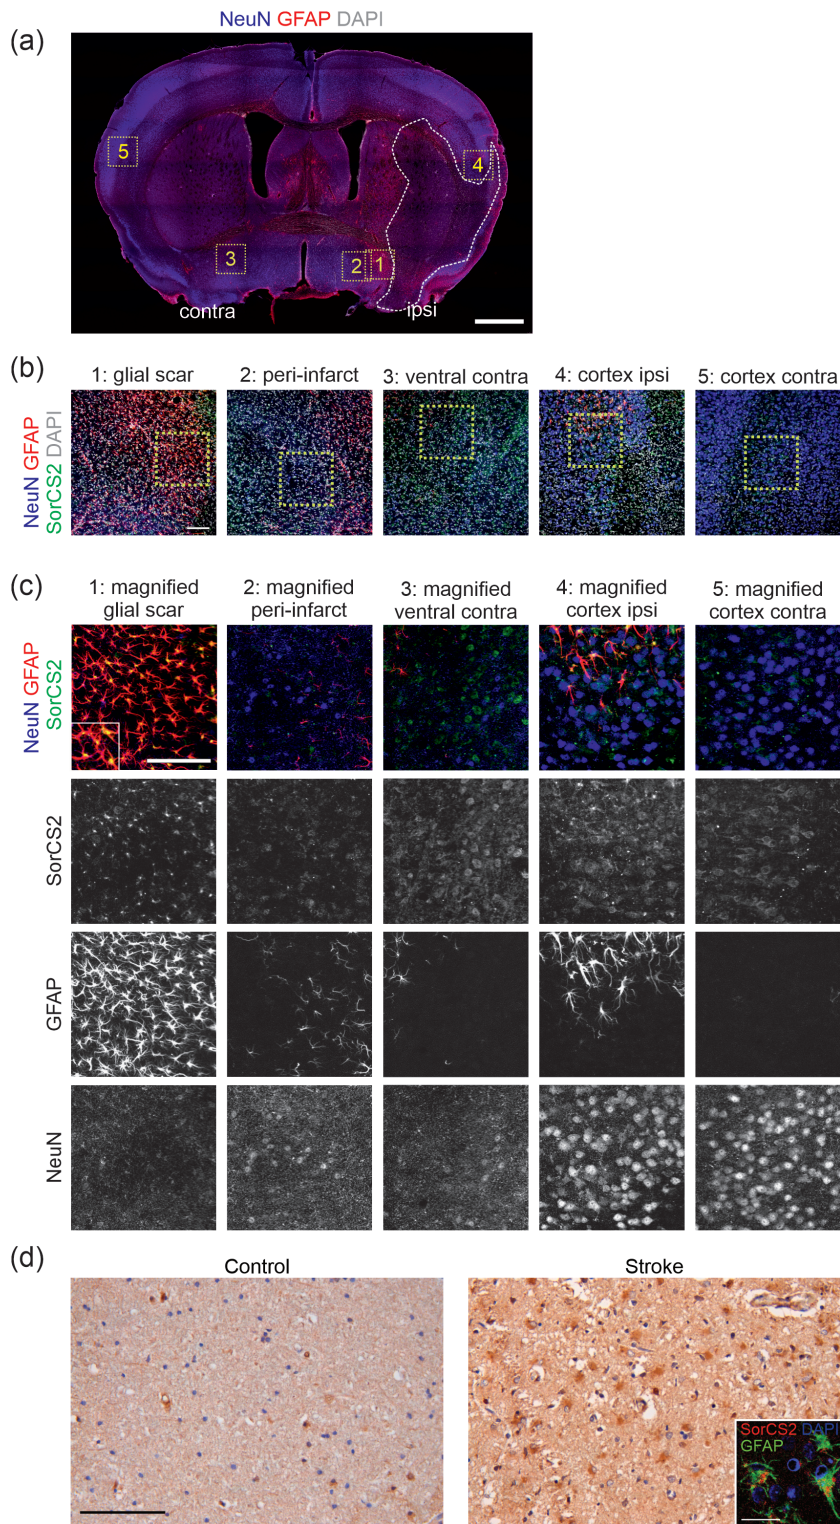 NeuN GFAP DAPI
(a)
5
4
3
2
1
contra
ipsi
(b)
1: glial scar
2: peri-infarct
3: ventral contra
4: cortex ipsi
5: cortex contra
NeuN GFAP
SorCS2 DAPI
(c)
1: magnified
glial scar
2: magnified
peri-infarct
3: magnified
ventral contra
4: magnified
cortex ipsi
5: magnified
cortex contra
NeuN GFAP
SorCS2
SorCS2
GFAP
NeuN
(d)
Control
Stroke
SorCS2 DAPI
GFAP